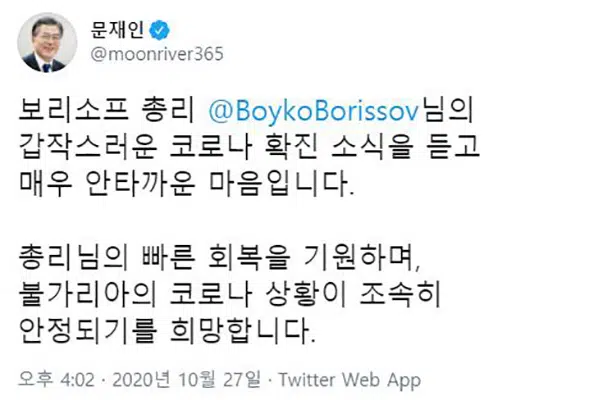 문재인
@moonriver365
보리소프 총리 @BoykoBorissov님의
갑작스러운 코로나 확진 소식을 듣고
매우 안타까운 마음입니다.
총리님의 빠른 회복을 기원하며,
불가리아의 코로나 상황이 조속히
안정되기를 희망합니다.
오후 4:02 · 2020년 10월 27일 · Twitter Web App